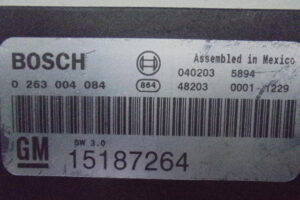 BOSCH
Assembled in Mexico
040203 5894
0 263 004 084
864
48203 0001-1229
GM
SW 3.0
15187264